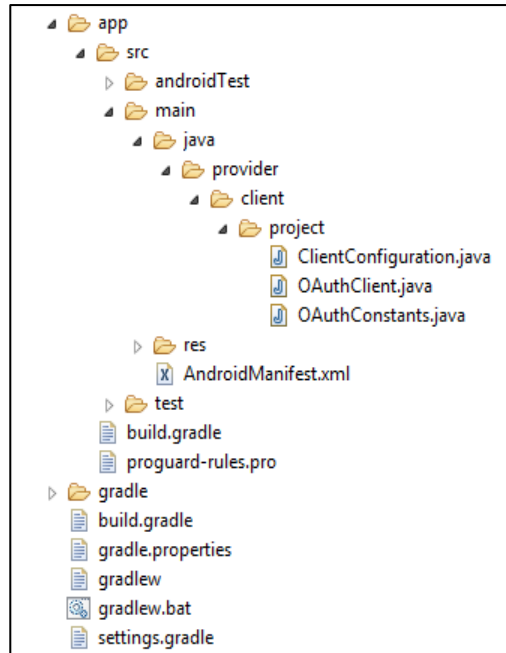 app
src
androidTest
main
java
provider
client
project
ClientConfiguration.java
OAuthClient.java
OAuthConstants.java
res
AndroidManifest.xml
test
build.gradle
proguard-rules.pro
gradle
build.gradle
gradle.properties
gradlew
gradlew.bat
settings.gradle